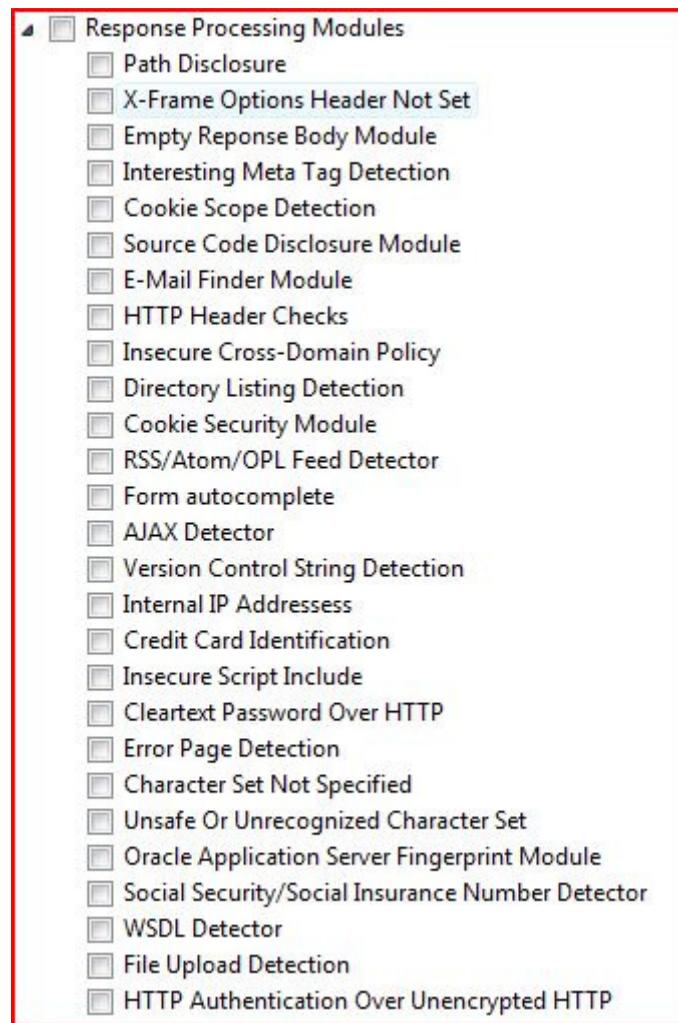 Response Processing Modules
Path Disclosure
X-Frame Options Header Not Set
Empty Reponse Body Module
Interesting Meta Tag Detection
Cookie Scope Detection
Source Code Disclosure Module
E-Mail Finder Module
HTTP Header Checks
Insecure Cross-Domain Policy
Directory Listing Detection
Cookie Security Module
RSS/Atom/OPL Feed Detector
Form autocomplete
AJAX Detector
Version Control String Detection
Internal IP Addressess
Credit Card Identification
Insecure Script Include
Cleartext Password Over HTTP
Error Page Detection
Character Set Not Specified
Unsafe Or Unrecognized Character Set
Oracle Application Server Fingerprint Module
Social Security/Social Insurance Number Detector
WSDL Detector
File Upload Detection
HTTP Authentication Over Unencrypted HTTP